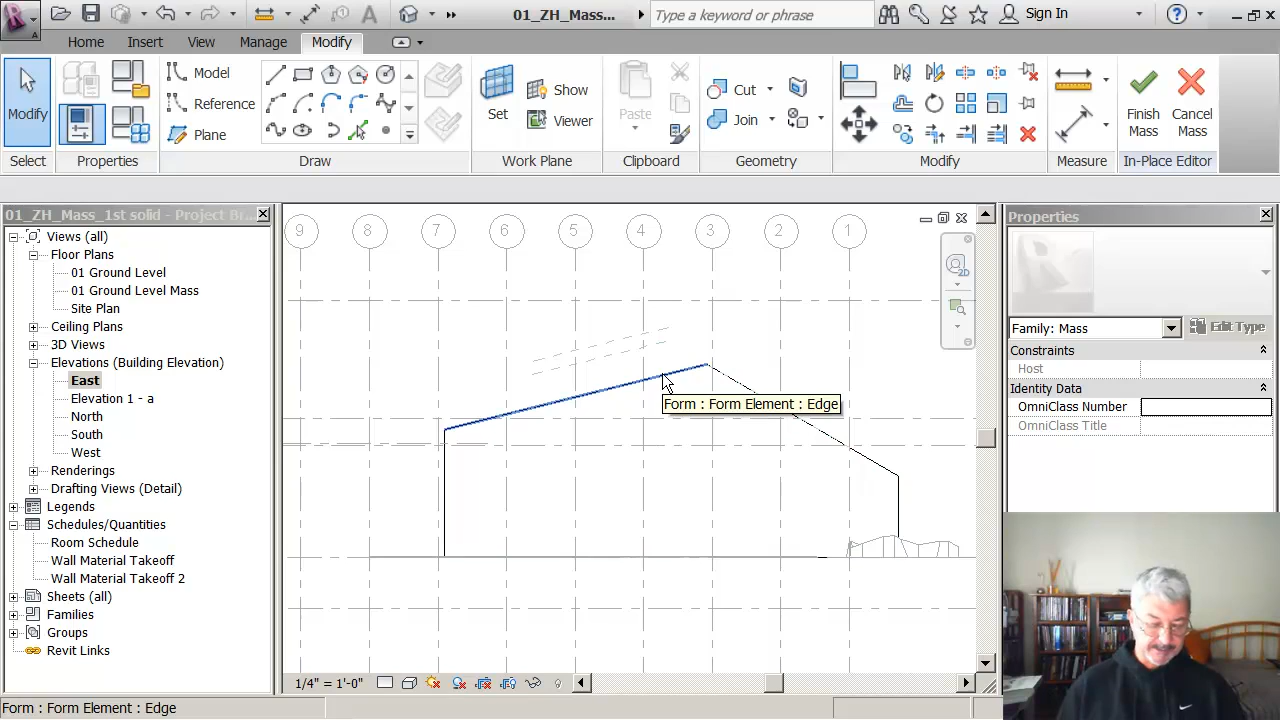 01_ZH_Mass...
Type a keyword or phrase
Sign In
Home
Insert
View
Manage
Modify
Modify
Select
Properties
Model
Reference
Plane
Draw
Set
Show
Viewer
Work Plane
Paste
Clipboard
Cut
Join
Geometry
Modify
Measure
Finish Mass
Cancel Mass
In-Place Editor
01_ZH_Mass_1st solid - Project Br...
Views (all)
Floor Plans
01 Ground Level
01 Ground Level Mass
Site Plan
Ceiling Plans
3D Views
Elevations (Building Elevation)
East
Elevation 1 - a
North
South
West
Renderings
Drafting Views (Detail)
Legends
Schedules/Quantities
Room Schedule
Wall Material Takeoff
Wall Material Takeoff 2
Sheets (all)
Families
Groups
Revit Links
9 8 7 6 5 4 3 2 1
2D
Form : Form Element : Edge
1/4" = 1'-0"
Properties
Family: Mass
Edit Type
Constraints
Host
Identity Data
OmniClass Number
OmniClass Title
Form : Form Element : Edge